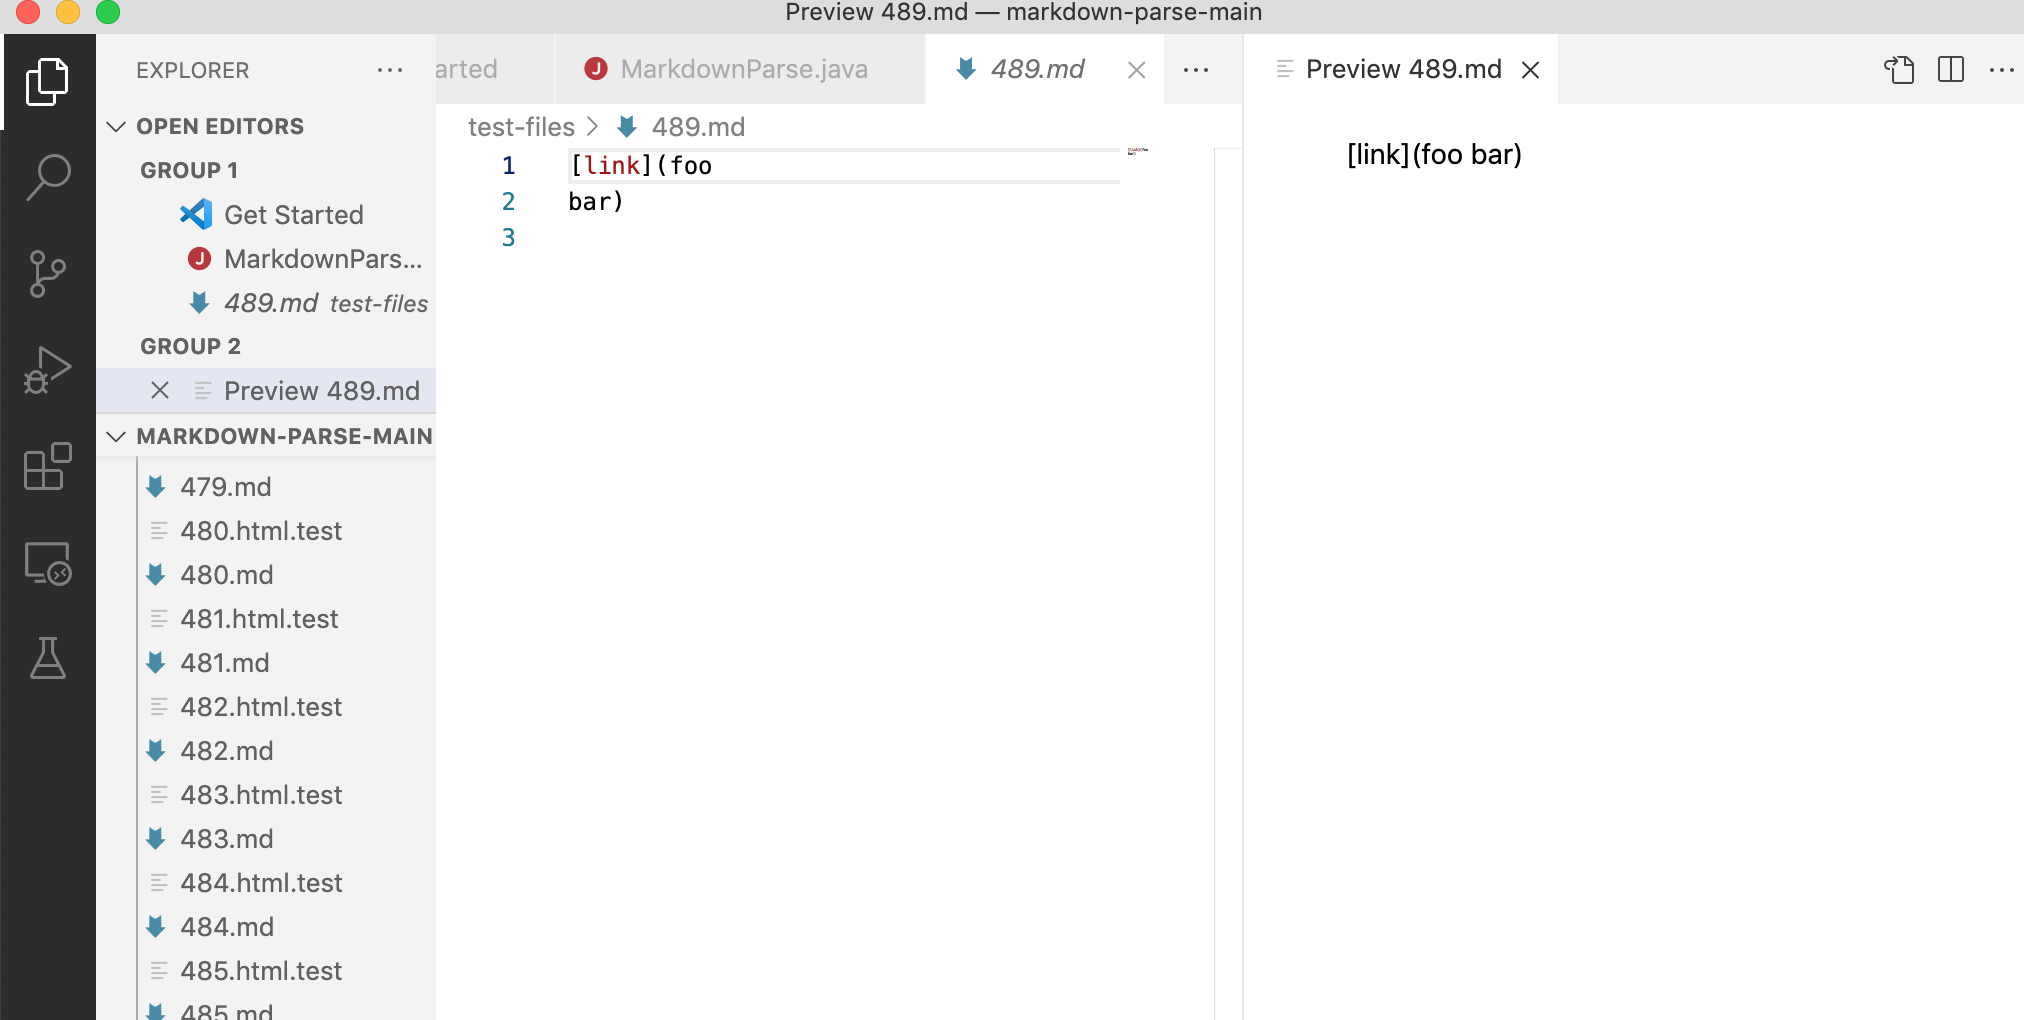 Preview 489.md — markdown-parse-main
EXPLORER
arted
MarkdownParse.java
489.md
Preview 489.md
OPEN EDITORS
GROUP 1
Get Started
MarkdownPars...
489.md test-files
GROUP 2
Preview 489.md
MARKDOWN-PARSE-MAIN
479.md
480.html.test
480.md
481.html.test
481.md
482.html.test
482.md
483.html.test
483.md
484.html.test
484.md
485.html.test
485.md
test-files > 489.md
1 [link](foo
2 bar)
3
[link](foo bar)